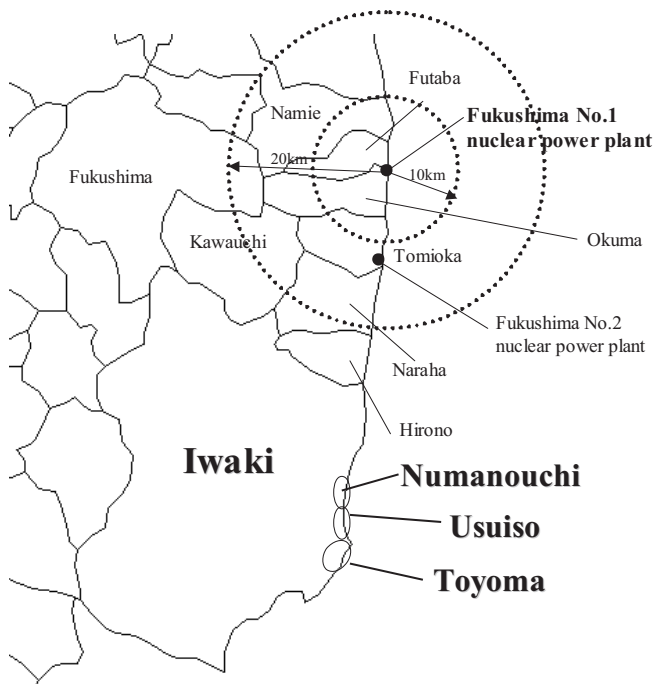 Futaba
Namie
Fukushima No.1
nuclear power plant
20km
10km
Fukushima
Kawauchi
Okuma
Tomioka
Fukushima No.2
nuclear power plant
Naraha
Hirono
Iwaki
Numanouchi
Usuiso
Toyoma